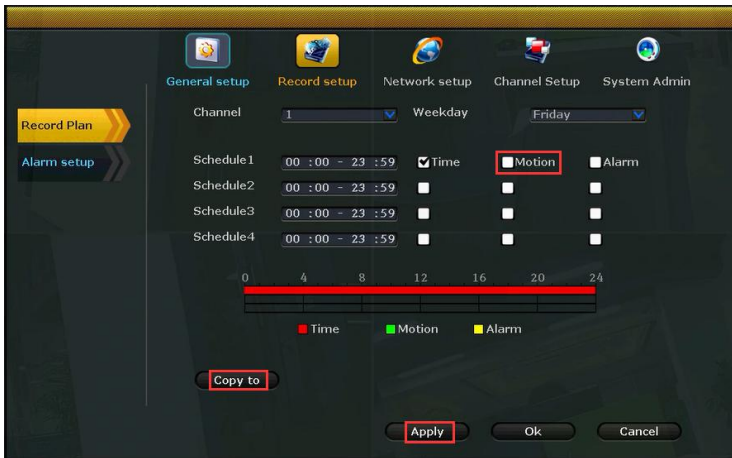 General setup Record setup Network setup Channel Setup System Admin
Record Plan
Alarm setup
Channel 1 Weekday Friday
Schedule1 00 :00 - 23 :59 Time Motion Alarm
Schedule2 00 :00 - 23 :59
Schedule3 00 :00 - 23 :59
Schedule4 00 :00 - 23 :59
0 4 8 12 16 20 24
Time Motion Alarm
Copy to
Apply Ok Cancel